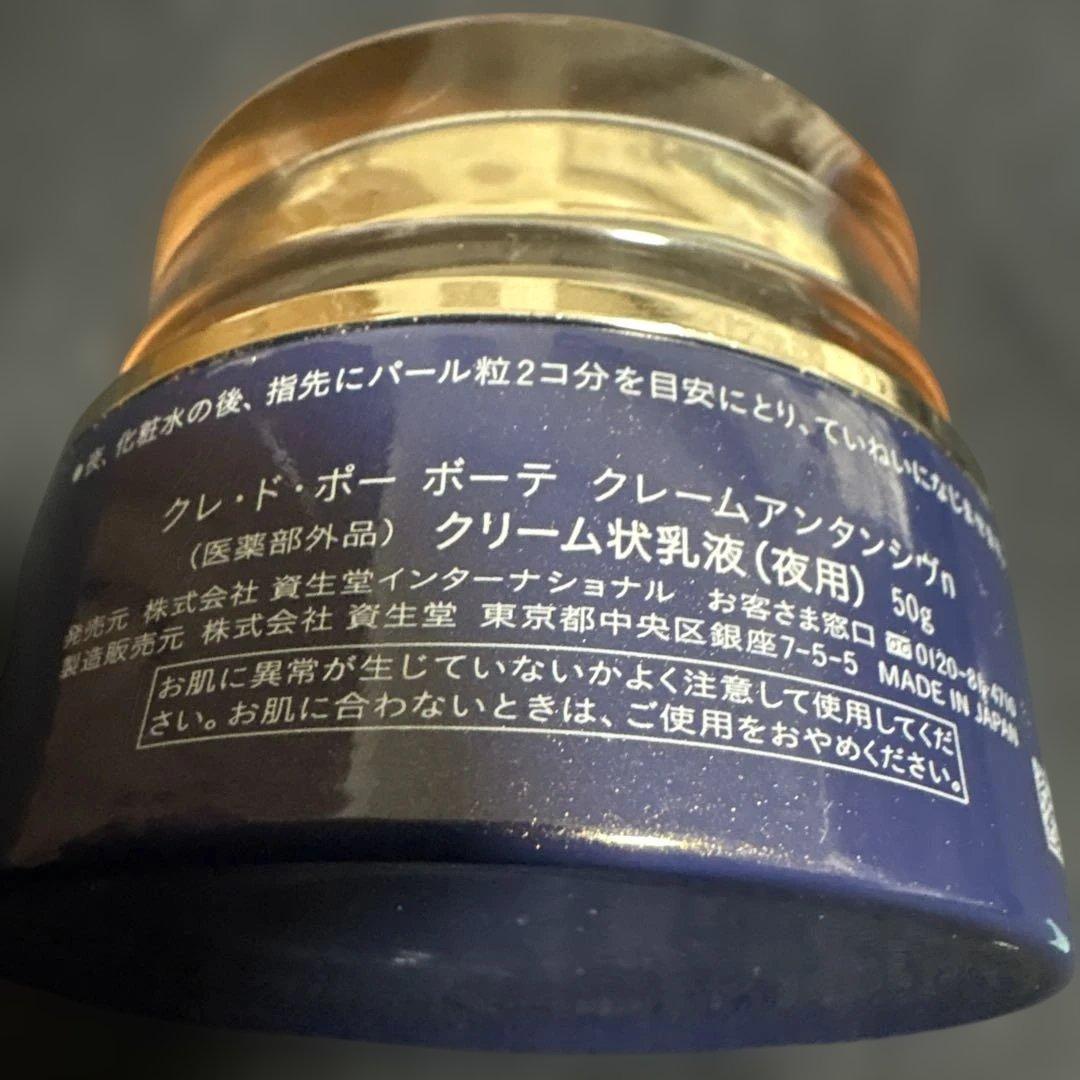 ●夜、化粧水の後、指先にパール粒2コ分を目安にとり、ていねいになじませます
クレ・ド・ポー ボーテ クレームアンタンシヴn
（医薬部外品） クリーム状乳液（夜用） 50g
発売元 株式会社 資生堂インターナショナル お客さま窓口 0120-81-4710
製造販売元 株式会社 資生堂 東京都中央区銀座7-5-5 MADE IN JAPAN
お肌に異常が生じていないかよく注意して使用してくだ
さい。お肌に合わないときは、ご使用をおやめください。